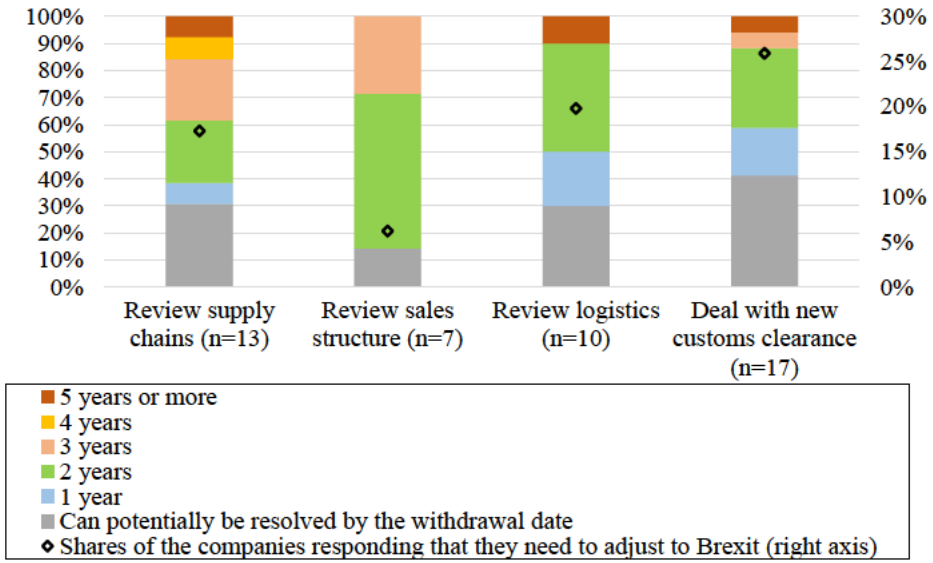 100%
90%
80%
70%
60%
50%
40%
30%
20%
10%
0%
30%
25%
20%
15%
10%
5%
0%
Review supply
chains (n=13)
Review sales
structure (n=7)
Review logistics
(n=10)
Deal with new
customs clearance
(n=17)
5 years or more
4 years
3 years
2 years
1 year
Can potentially be resolved by the withdrawal date
Shares of the companies responding that they need to adjust to Brexit (right axis)